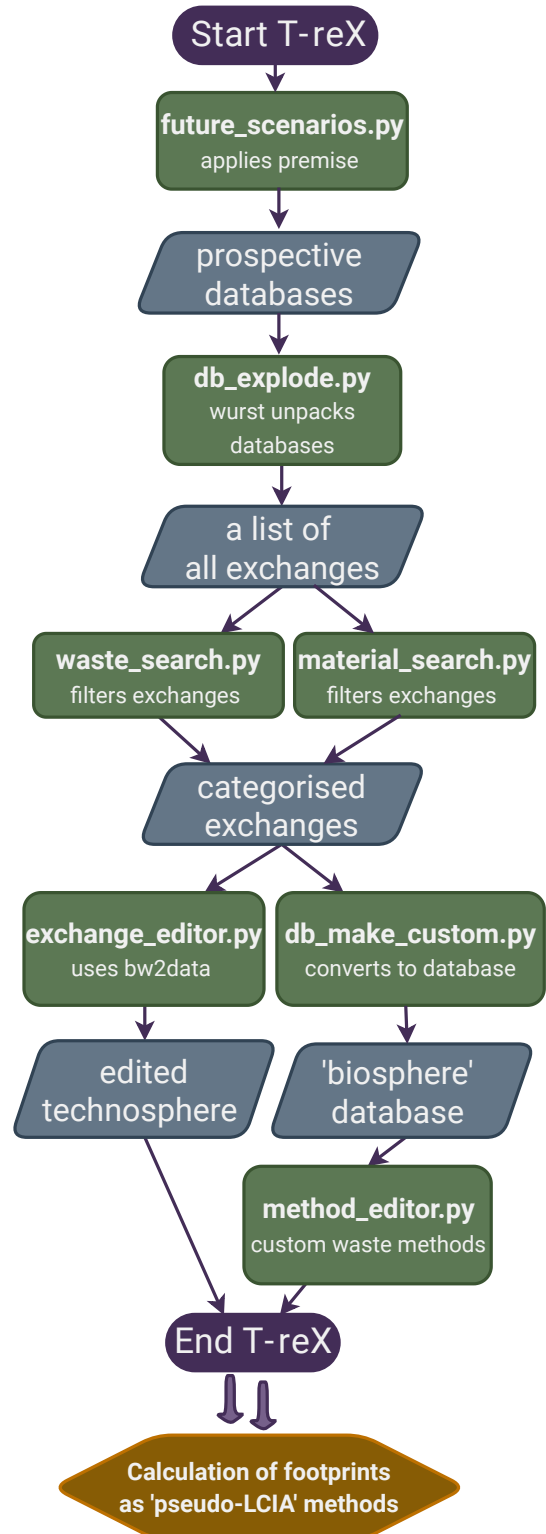 Start T-reX
future_scenarios.py
applies premise
prospective
databases
db_explode.py
wurst unpacks
databases
a list of
all exchanges
waste_search.py
filters exchanges
material_search.py
filters exchanges
categorised
exchanges
exchange_editor.py
uses bw2data
db_make_custom.py
converts to database
edited
technosphere
'biosphere'
database
method_editor.py
custom waste methods
End T-reX
Calculation of footprints
as 'pseudo-LCIA' methods